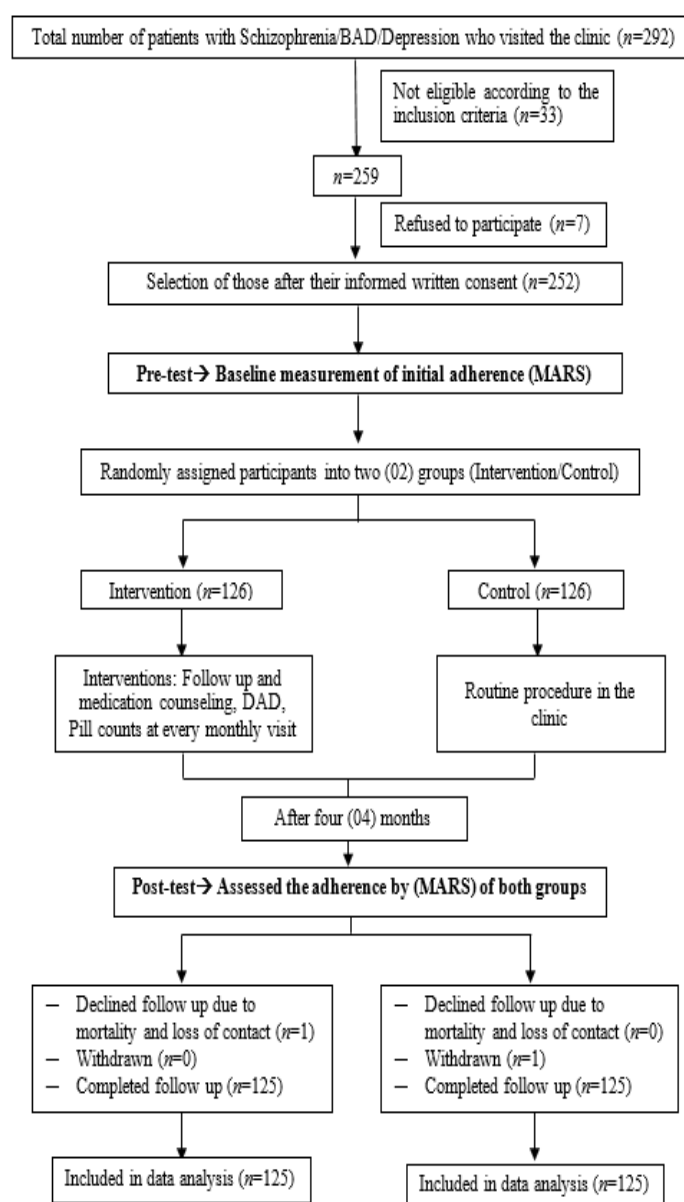 Total number of patients with Schizophrenia/BAD/Depression who visited the clinic (n=292)
Not eligible according to the
inclusion criteria (n=33)
n=259
Refused to participate (n=7)
Selection of those after their informed written consent (n=252)
Pre-test→ Baseline measurement of initial adherence (MARS)
Randomly assigned participants into two (02) groups (Intervention/Control)
Intervention (n=126)
Control (n=126)
Interventions: Follow up and
medication counseling, DAD,
Pill counts at every monthly visit
Routine procedure in the
clinic
After four (04) months
Post-test→ Assessed the adherence by (MARS) of both groups
– Declined follow up due to
mortality and loss of contact (n=1)
– Withdrawn (n=0)
– Completed follow up (n=125)
– Declined follow up due to
mortality and loss of contact (n=0)
– Withdrawn (n=1)
– Completed follow up (n=125)
Included in data analysis (n=125)
Included in data analysis (n=125)